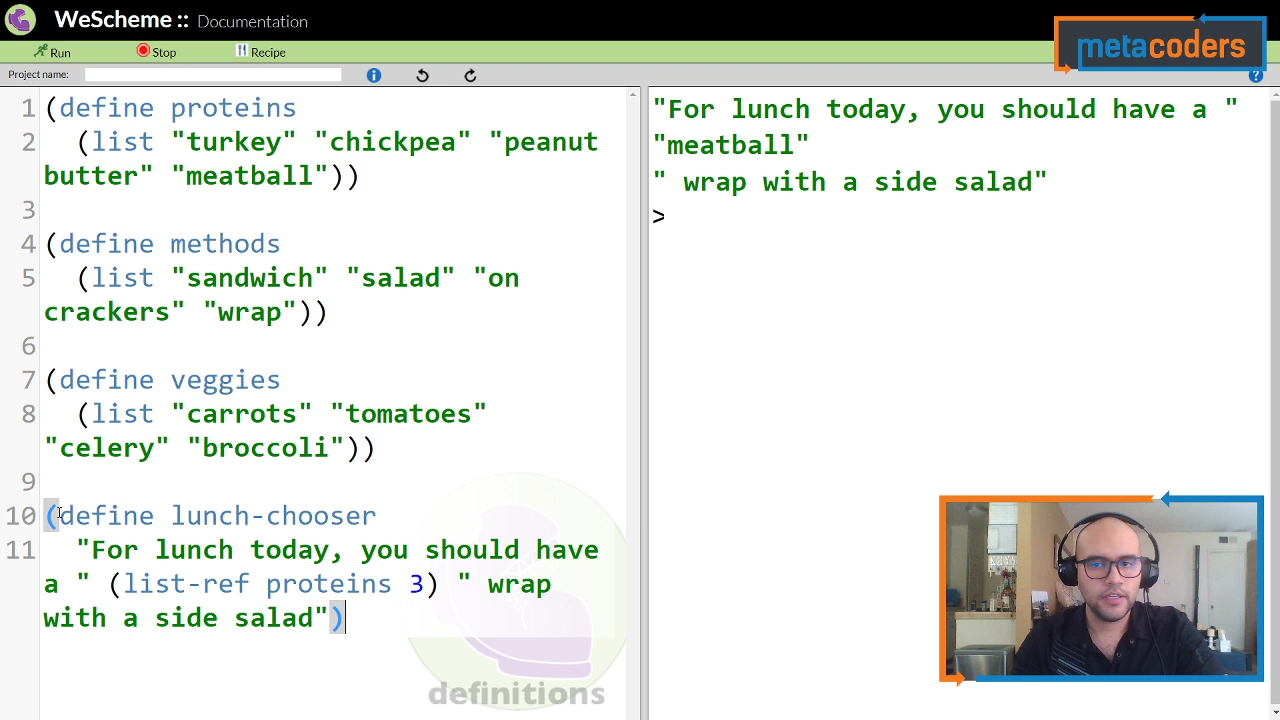 WeScheme :: Documentation
metacoders
Run Stop Recipe
Project name:
i
?
1 (define proteins
2 (list "turkey" "chickpea" "peanut
butter" "meatball"))
3
4 (define methods
5 (list "sandwich" "salad" "on
crackers" "wrap"))
6
7 (define veggies
8 (list "carrots" "tomatoes"
"celery" "broccoli"))
9
10 (define lunch-chooser
11 "For lunch today, you should have
a " (list-ref proteins 3) " wrap
with a side salad")
definitions
"For lunch today, you should have a "
"meatball"
" wrap with a side salad"
>